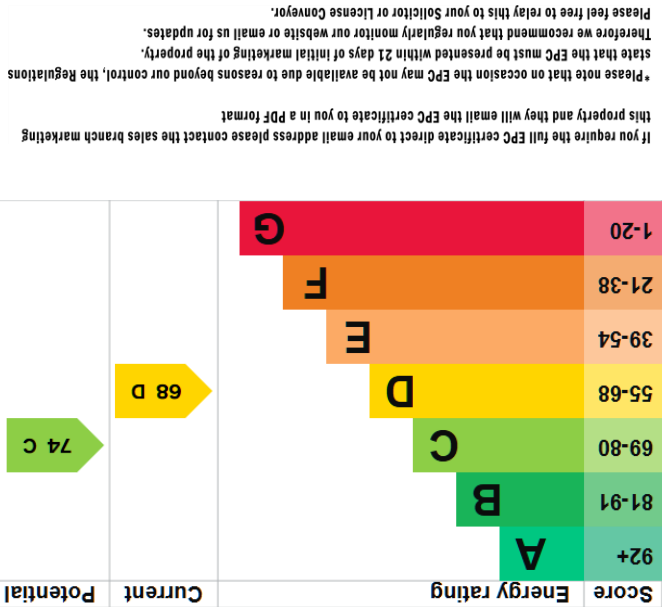 Score Energy rating Current Potential
92+ A
81-91 B
69-80 C 74 C
55-68 D 68 D
39-54 E
21-38 F
1-20 G
If you require the full EPC certificate direct to your email address please contact the sales branch marketing
this property and they will email the EPC certificate to you in a PDF format
*Please note that on occasion the EPC may not be available due to reasons beyond our control, the Regulations
state that the EPC must be presented within 21 days of initial marketing of the property.
Therefore we recommend that you regularly monitor our website or email us for updates.
Please feel free to relay this to your Solicitor or License Conveyor.